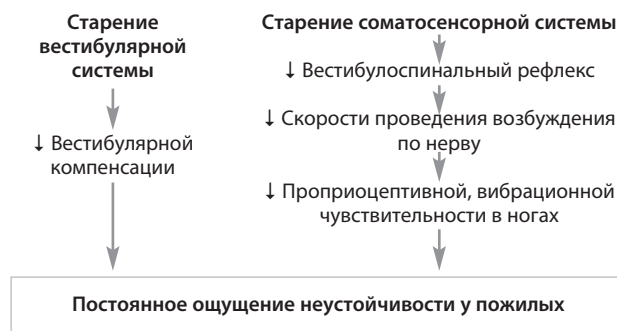 Старение
вестибулярной
системы
↓ Вестибулярной
компенсации
Старение соматосенсорной системы
↓ Вестибулоспинальный рефлекс
↓ Скорости проведения возбуждения
по нерву
↓ Проприоцептивной, вибрационной
чувствительности в ногах
Постоянное ощущение неустойчивости у пожилых